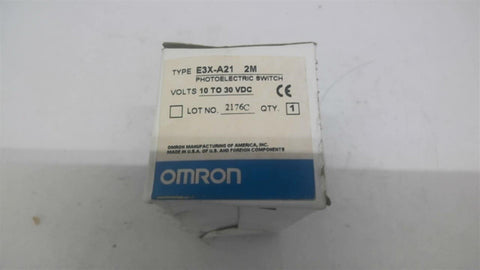 TYPE E3X-A21 2M
PHOTOELECTRIC SWITCH
VOLTS 10 TO 30 VDC CE
LOT NO. 2176C QTY. 1
OMRON MANUFACTURING OF AMERICA, INC.
MADE IN U.S.A. OF U.S. AND FOREIGN COMPONENTS
OMRON